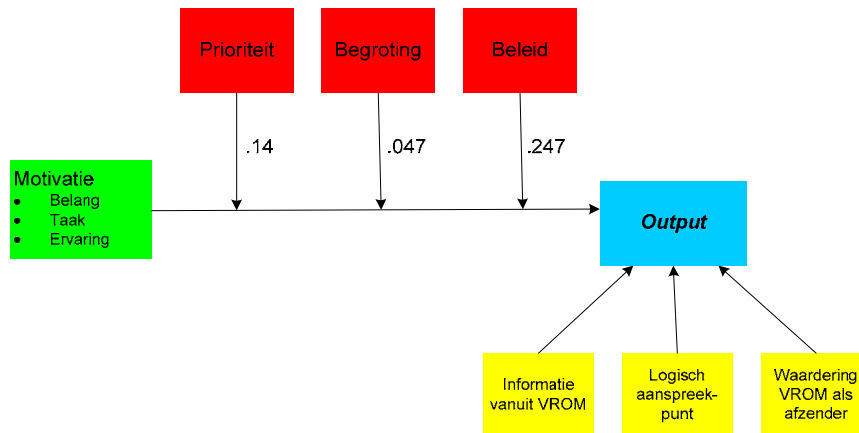 Prioriteit
Begroting
Beleid
.14
.047
.247
Motivatie
• Belang
• Taak
• Ervaring
Output
Informatie
vanuit VROM
Logisch
aanspreek-
punt
Waardering
VROM als
afzender